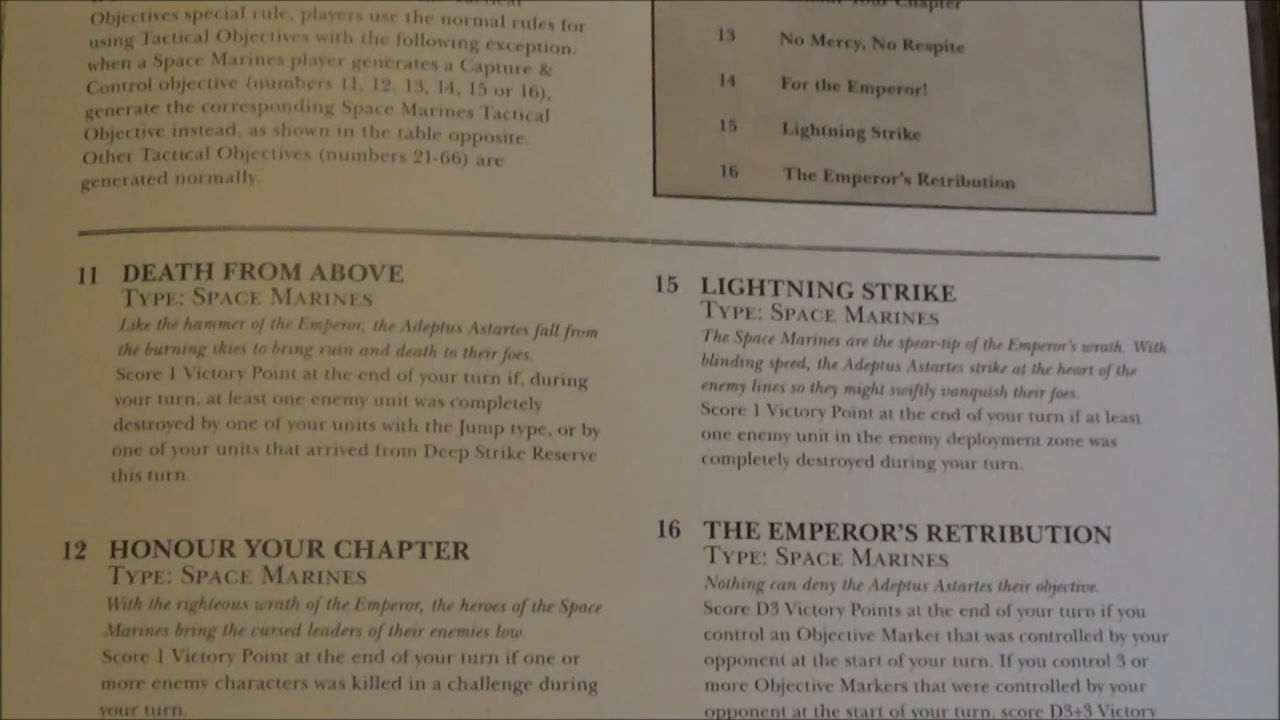 Objectives special rule, players use the normal rules for
using Tactical Objectives with the following exception:
when a Space Marines player generates a Capture &
Control objective (numbers 11, 12, 13, 14, 15 or 16),
generate the corresponding Space Marines Tactical
Objective instead, as shown in the table opposite.
Other Tactical Objectives (numbers 21-66) are
generated normally.
Chapter
13 No Mercy, No Respite
14 For the Emperor!
15 Lightning Strike
16 The Emperor's Retribution
11 DEATH FROM ABOVE
TYPE: SPACE MARINES
Like the hammer of the Emperor, the Adeptus Astartes fall from
the burning skies to bring ruin and death to their foes.
Score 1 Victory Point at the end of your turn if, during
your turn, at least one enemy unit was completely
destroyed by one of your units with the Jump type, or by
one of your units that arrived from Deep Strike Reserve
this turn.
12 HONOUR YOUR CHAPTER
TYPE: SPACE MARINES
With the righteous wrath of the Emperor, the heroes of the Space
Marines bring the cursed leaders of their enemies low.
Score 1 Victory Point at the end of your turn if one or
more enemy characters was killed in a challenge during
your turn.
15 LIGHTNING STRIKE
TYPE: SPACE MARINES
The Space Marines are the spear-tip of the Emperor's wrath. With
blinding speed, the Adeptus Astartes strike at the heart of the
enemy lines so they might swiftly vanquish their foes.
Score 1 Victory Point at the end of your turn if at least
one enemy unit in the enemy deployment zone was
completely destroyed during your turn.
16 THE EMPEROR'S RETRIBUTION
TYPE: SPACE MARINES
Nothing can deny the Adeptus Astartes their objective.
Score D3 Victory Points at the end of your turn if you
control an Objective Marker that was controlled by your
opponent at the start of your turn. If you control 3 or
more Objective Markers that were controlled by your
opponent at the start of your turn, score D3+3 Victory